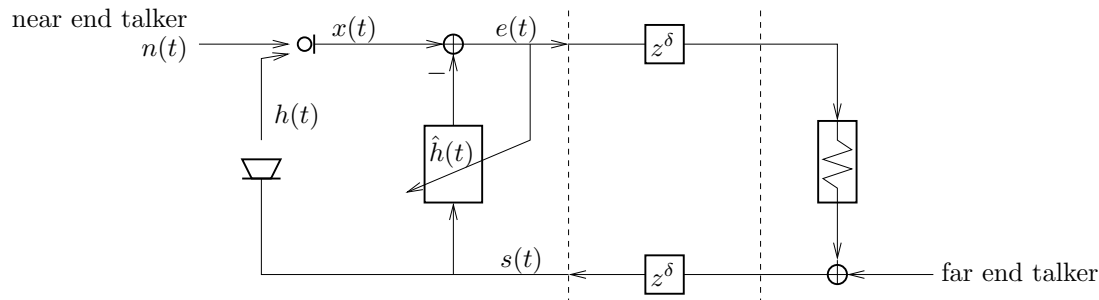 near end talker
n(t)
x(t)
e(t)
z^δ
−
h(t)
ĥ(t)
s(t)
z^δ
far end talker